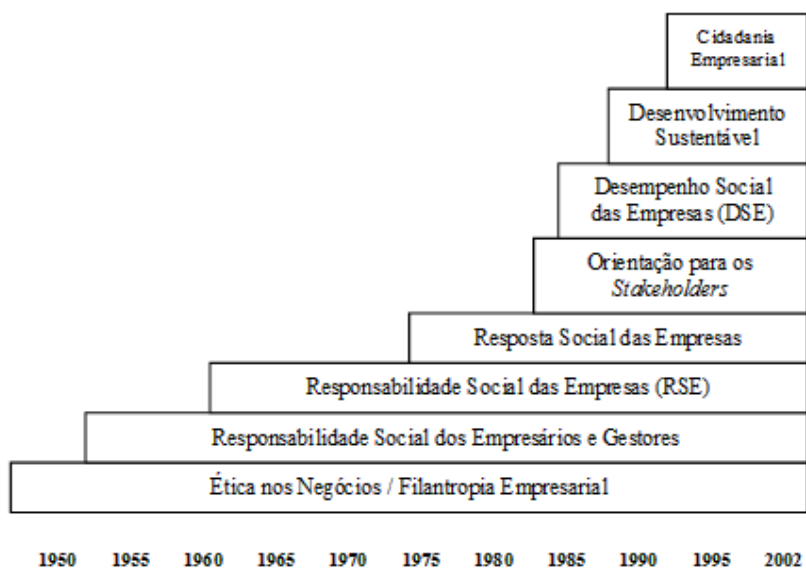 Cidadania
Empresarial
Desenvolvimento
Sustentável
Desempenho Social
das Empresas (DSE)
Orientação para os
Stakeholders
Resposta Social das Empresas
Responsabilidade Social das Empresas (RSE)
Responsabilidade Social dos Empresários e Gestores
Ética nos Negócios / Filantropia Empresarial
1950 1955 1960 1965 1970 1975 1980 1985 1990 1995 2002